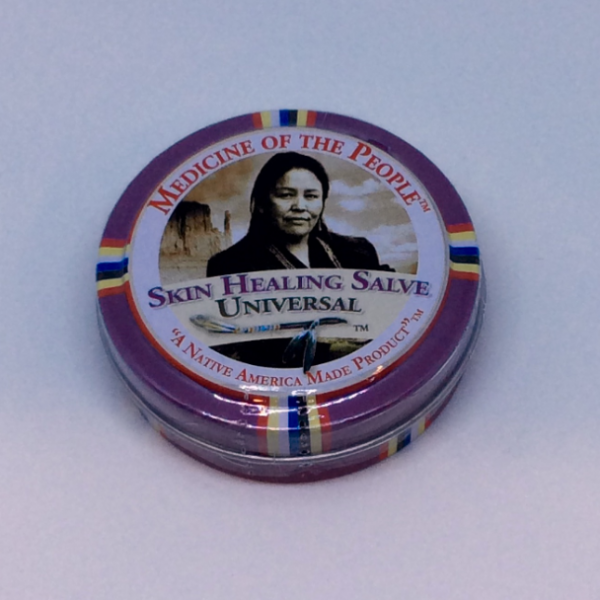 MEDICINE OF THE PEOPLE™
SKIN HEALING SALVE
UNIVERSAL
™
"A NATIVE AMERICA MADE PRODUCT"™